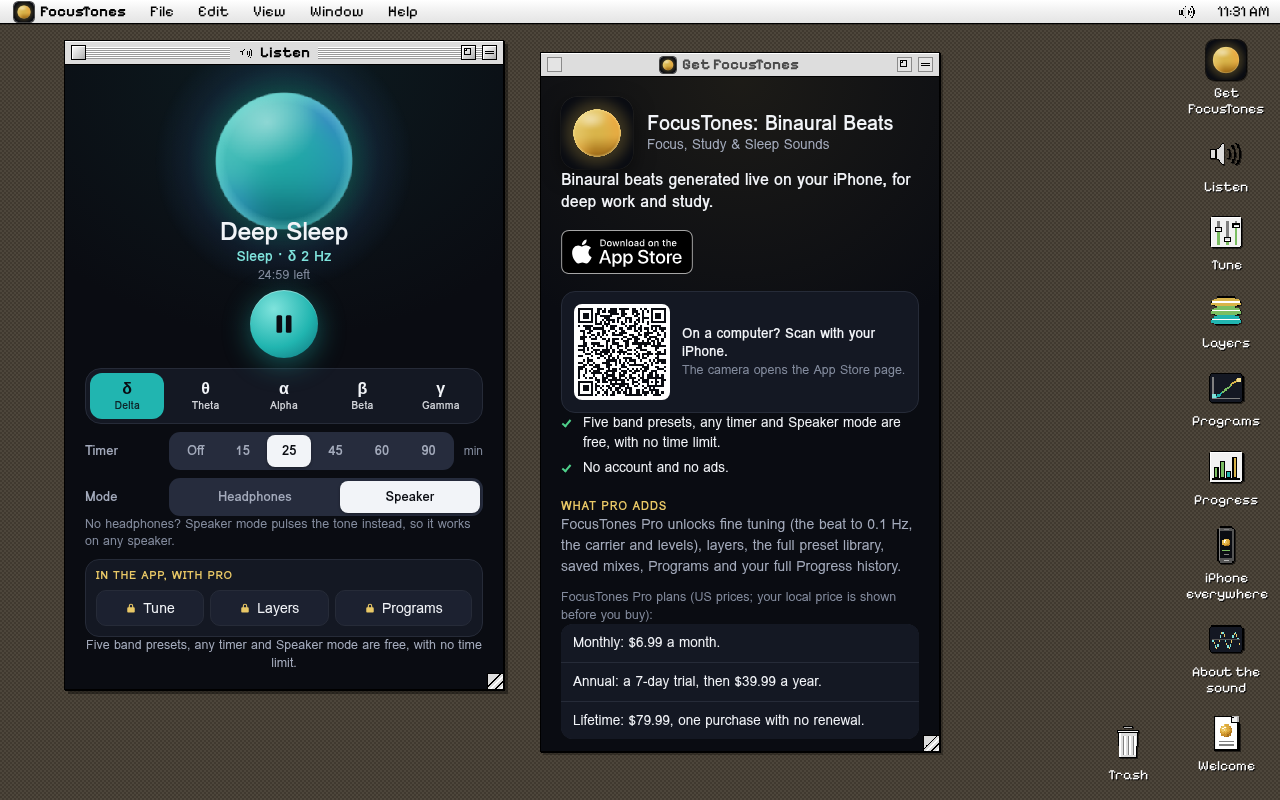 FocusTones File Edit View Window Help 11:31 AM
Listen
Deep Sleep
Sleep · δ 2 Hz
24:59 left
δ θ α β γ
Delta Theta Alpha Beta Gamma
Timer Off 15 25 45 60 90 min
Mode Headphones Speaker
No headphones? Speaker mode pulses the tone instead, so it works
on any speaker.
IN THE APP, WITH PRO
Tune Layers Programs
Five band presets, any timer and Speaker mode are free, with no time
limit.
Get FocusTones
FocusTones: Binaural Beats
Focus, Study & Sleep Sounds
Binaural beats generated live on your iPhone, for
deep work and study.
Download on the
App Store
On a computer? Scan with your
iPhone.
The camera opens the App Store page.
Five band presets, any timer and Speaker mode are
free, with no time limit.
No account and no ads.
WHAT PRO ADDS
FocusTones Pro unlocks fine tuning (the beat to 0.1 Hz,
the carrier and levels), layers, the full preset library,
saved mixes, Programs and your full Progress history.
FocusTones Pro plans (US prices; your local price is shown
before you buy):
Monthly: $6.99 a month.
Annual: a 7-day trial, then $39.99 a year.
Lifetime: $79.99, one purchase with no renewal.
Get
FocusTones
Listen
Tune
Layers
Programs
Progress
iPhone
everywhere
About the
sound
Welcome
Trash